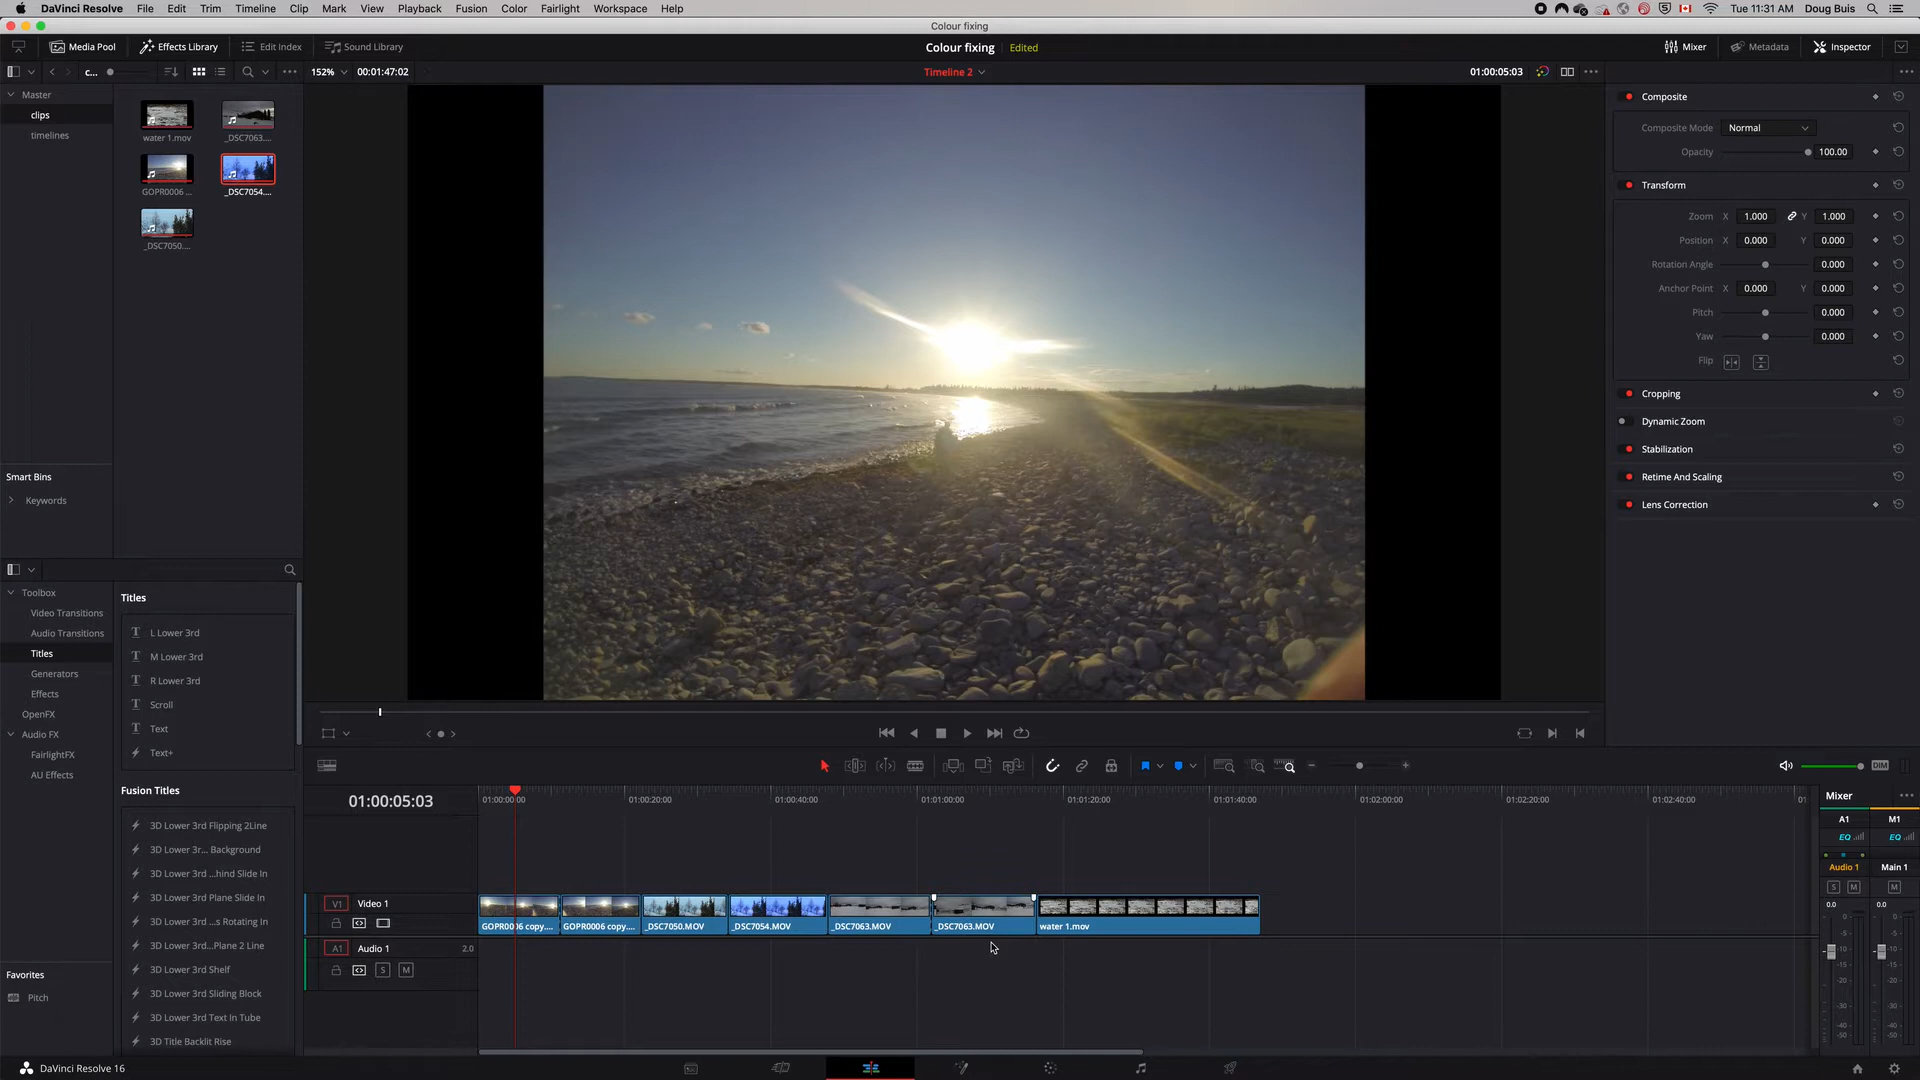 DaVinci Resolve File Edit Trim Timeline Clip Mark View Playback Fusion Color Fairlight Workspace Help Tue 11:31 AM Doug Buis
Colour fixing
Media Pool Effects Library Edit Index Sound Library Colour fixing Edited Mixer Metadata Inspector
c... 152% 00:01:47:02 Timeline 2 01:00:05:03
Master
clips
timelines
water 1.mov _DSC7063....
GOPR0006 ... _DSC7054....
_DSC7050....
Smart Bins
Keywords
Composite
Composite Mode Normal
Opacity 100.00
Transform
Zoom X 1.000 Y 1.000
Position X 0.000 Y 0.000
Rotation Angle 0.000
Anchor Point X 0.000 Y 0.000
Pitch 0.000
Yaw 0.000
Flip
Cropping
Dynamic Zoom
Stabilization
Retime And Scaling
Lens Correction
Toolbox
Video Transitions
Audio Transitions
Titles
Generators
Effects
OpenFX
Audio FX
FairlightFX
AU Effects
Favorites
Pitch
Titles
L Lower 3rd
M Lower 3rd
R Lower 3rd
Scroll
Text
Text+
Fusion Titles
3D Lower 3rd Flipping 2Line
3D Lower 3r... Background
3D Lower 3rd ...hind Slide In
3D Lower 3rd Plane Slide In
3D Lower 3rd ...s Rotating In
3D Lower 3rd...Plane 2 Line
3D Lower 3rd Shelf
3D Lower 3rd Sliding Block
3D Lower 3rd Text In Tube
3D Title Backlit Rise
DIM
01:00:05:03
01:00:00:00 01:00:20:00 01:00:40:00 01:01:00:00 01:01:20:00 01:01:40:00 01:02:00:00 01:02:20:00 01:02:40:00 01
V1 Video 1
GOPR0006 copy.... GOPR0006 copy.... _DSC7050.MOV _DSC7054.MOV _DSC7063.MOV _DSC7063.MOV water 1.mov
A1 Audio 1 2.0
S M
Mixer
A1 M1
EQ EQ
Audio 1 Main 1
S M M
0.0 0.0
DaVinci Resolve 16